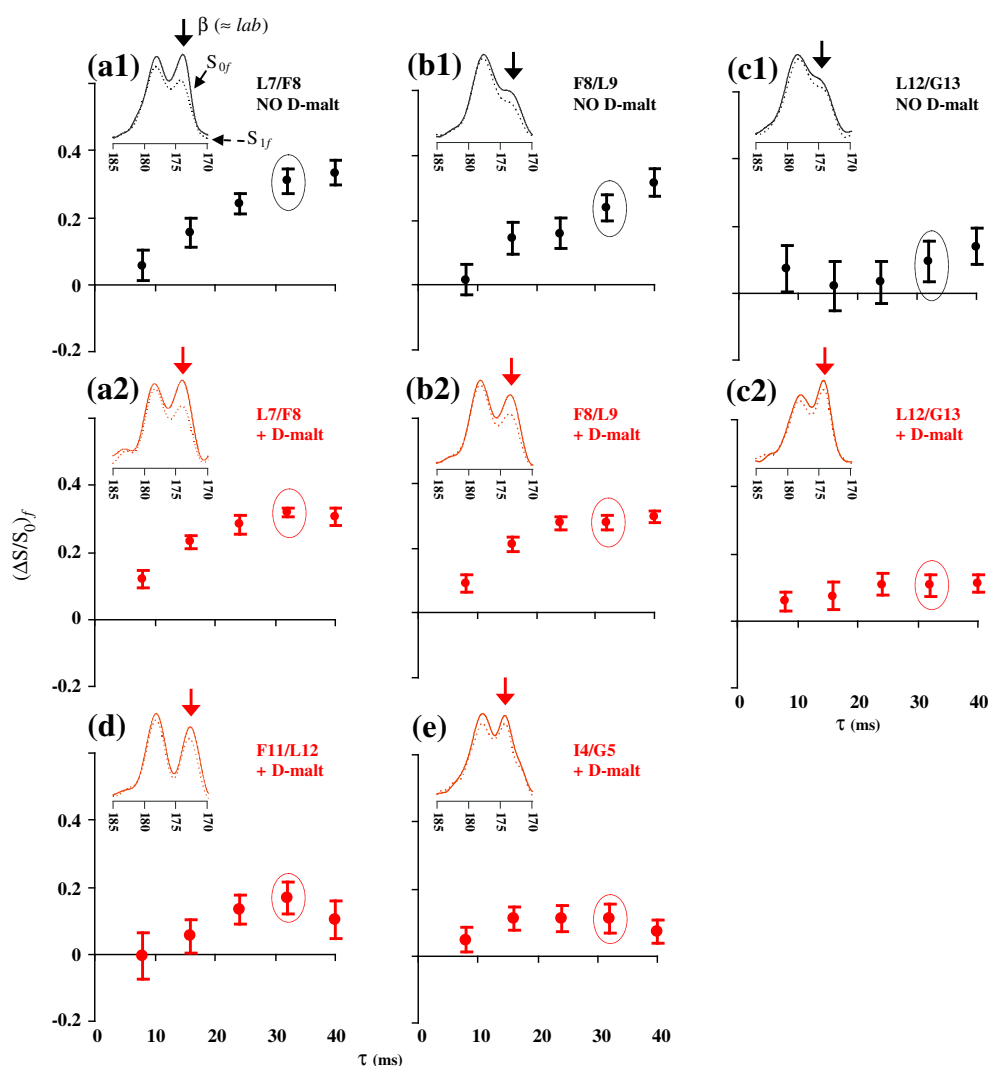 β (≈ lab)
(a1)
S0f
L7/F8
NO D-malt
S1f
185 180 175 170
(b1)
F8/L9
NO D-malt
185 180 175 170
(c1)
L12/G13
NO D-malt
185 180 175 170
0.4
0.2
0
-0.2
(a2)
L7/F8
+ D-malt
185 180 175 170
(b2)
F8/L9
+ D-malt
185 180 175 170
(c2)
L12/G13
+ D-malt
185 180 175 170
(ΔS/S0)f
0.4
0.2
0
-0.2
0 10 20 30 40
τ (ms)
(d)
F11/L12
+ D-malt
185 180 175 170
(e)
I4/G5
+ D-malt
185 180 175 170
0.4
0.2
0
-0.2
0 10 20 30 40
0 10 20 30 40
τ (ms)